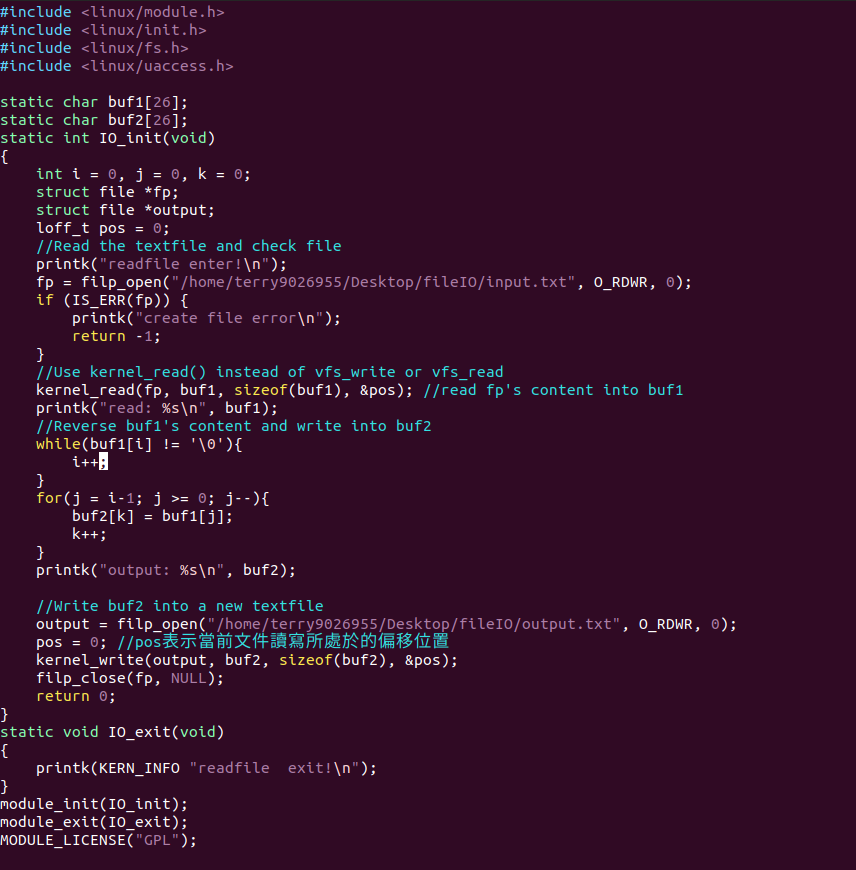 #include <linux/module.h>
#include <linux/init.h>
#include <linux/fs.h>
#include <linux/uaccess.h>

static char buf1[26];
static char buf2[26];
static int IO_init(void)
{
    int i = 0, j = 0, k = 0;
    struct file *fp;
    struct file *output;
    loff_t pos = 0;
    //Read the textfile and check file
    printk("readfile enter!\n");
    fp = filp_open("/home/terry9026955/Desktop/fileIO/input.txt", O_RDWR, 0);
    if (IS_ERR(fp)) {
        printk("create file error\n");
        return -1;
    }
    //Use kernel_read() instead of vfs_write or vfs_read
    kernel_read(fp, buf1, sizeof(buf1), &pos); //read fp's content into buf1
    printk("read: %s\n", buf1);
    //Reverse buf1's content and write into buf2
    while(buf1[i] != '\0'){
        i++;
    }
    for(j = i-1; j >= 0; j--){
        buf2[k] = buf1[j];
        k++;
    }
    printk("output: %s\n", buf2);

    //Write buf2 into a new textfile
    output = filp_open("/home/terry9026955/Desktop/fileIO/output.txt", O_RDWR, 0);
    pos = 0; //pos表示當前文件讀寫所處於的偏移位置
    kernel_write(output, buf2, sizeof(buf2), &pos);
    filp_close(fp, NULL);
    return 0;
}
static void IO_exit(void)
{
    printk(KERN_INFO "readfile  exit!\n");
}
module_init(IO_init);
module_exit(IO_exit);
MODULE_LICENSE("GPL");